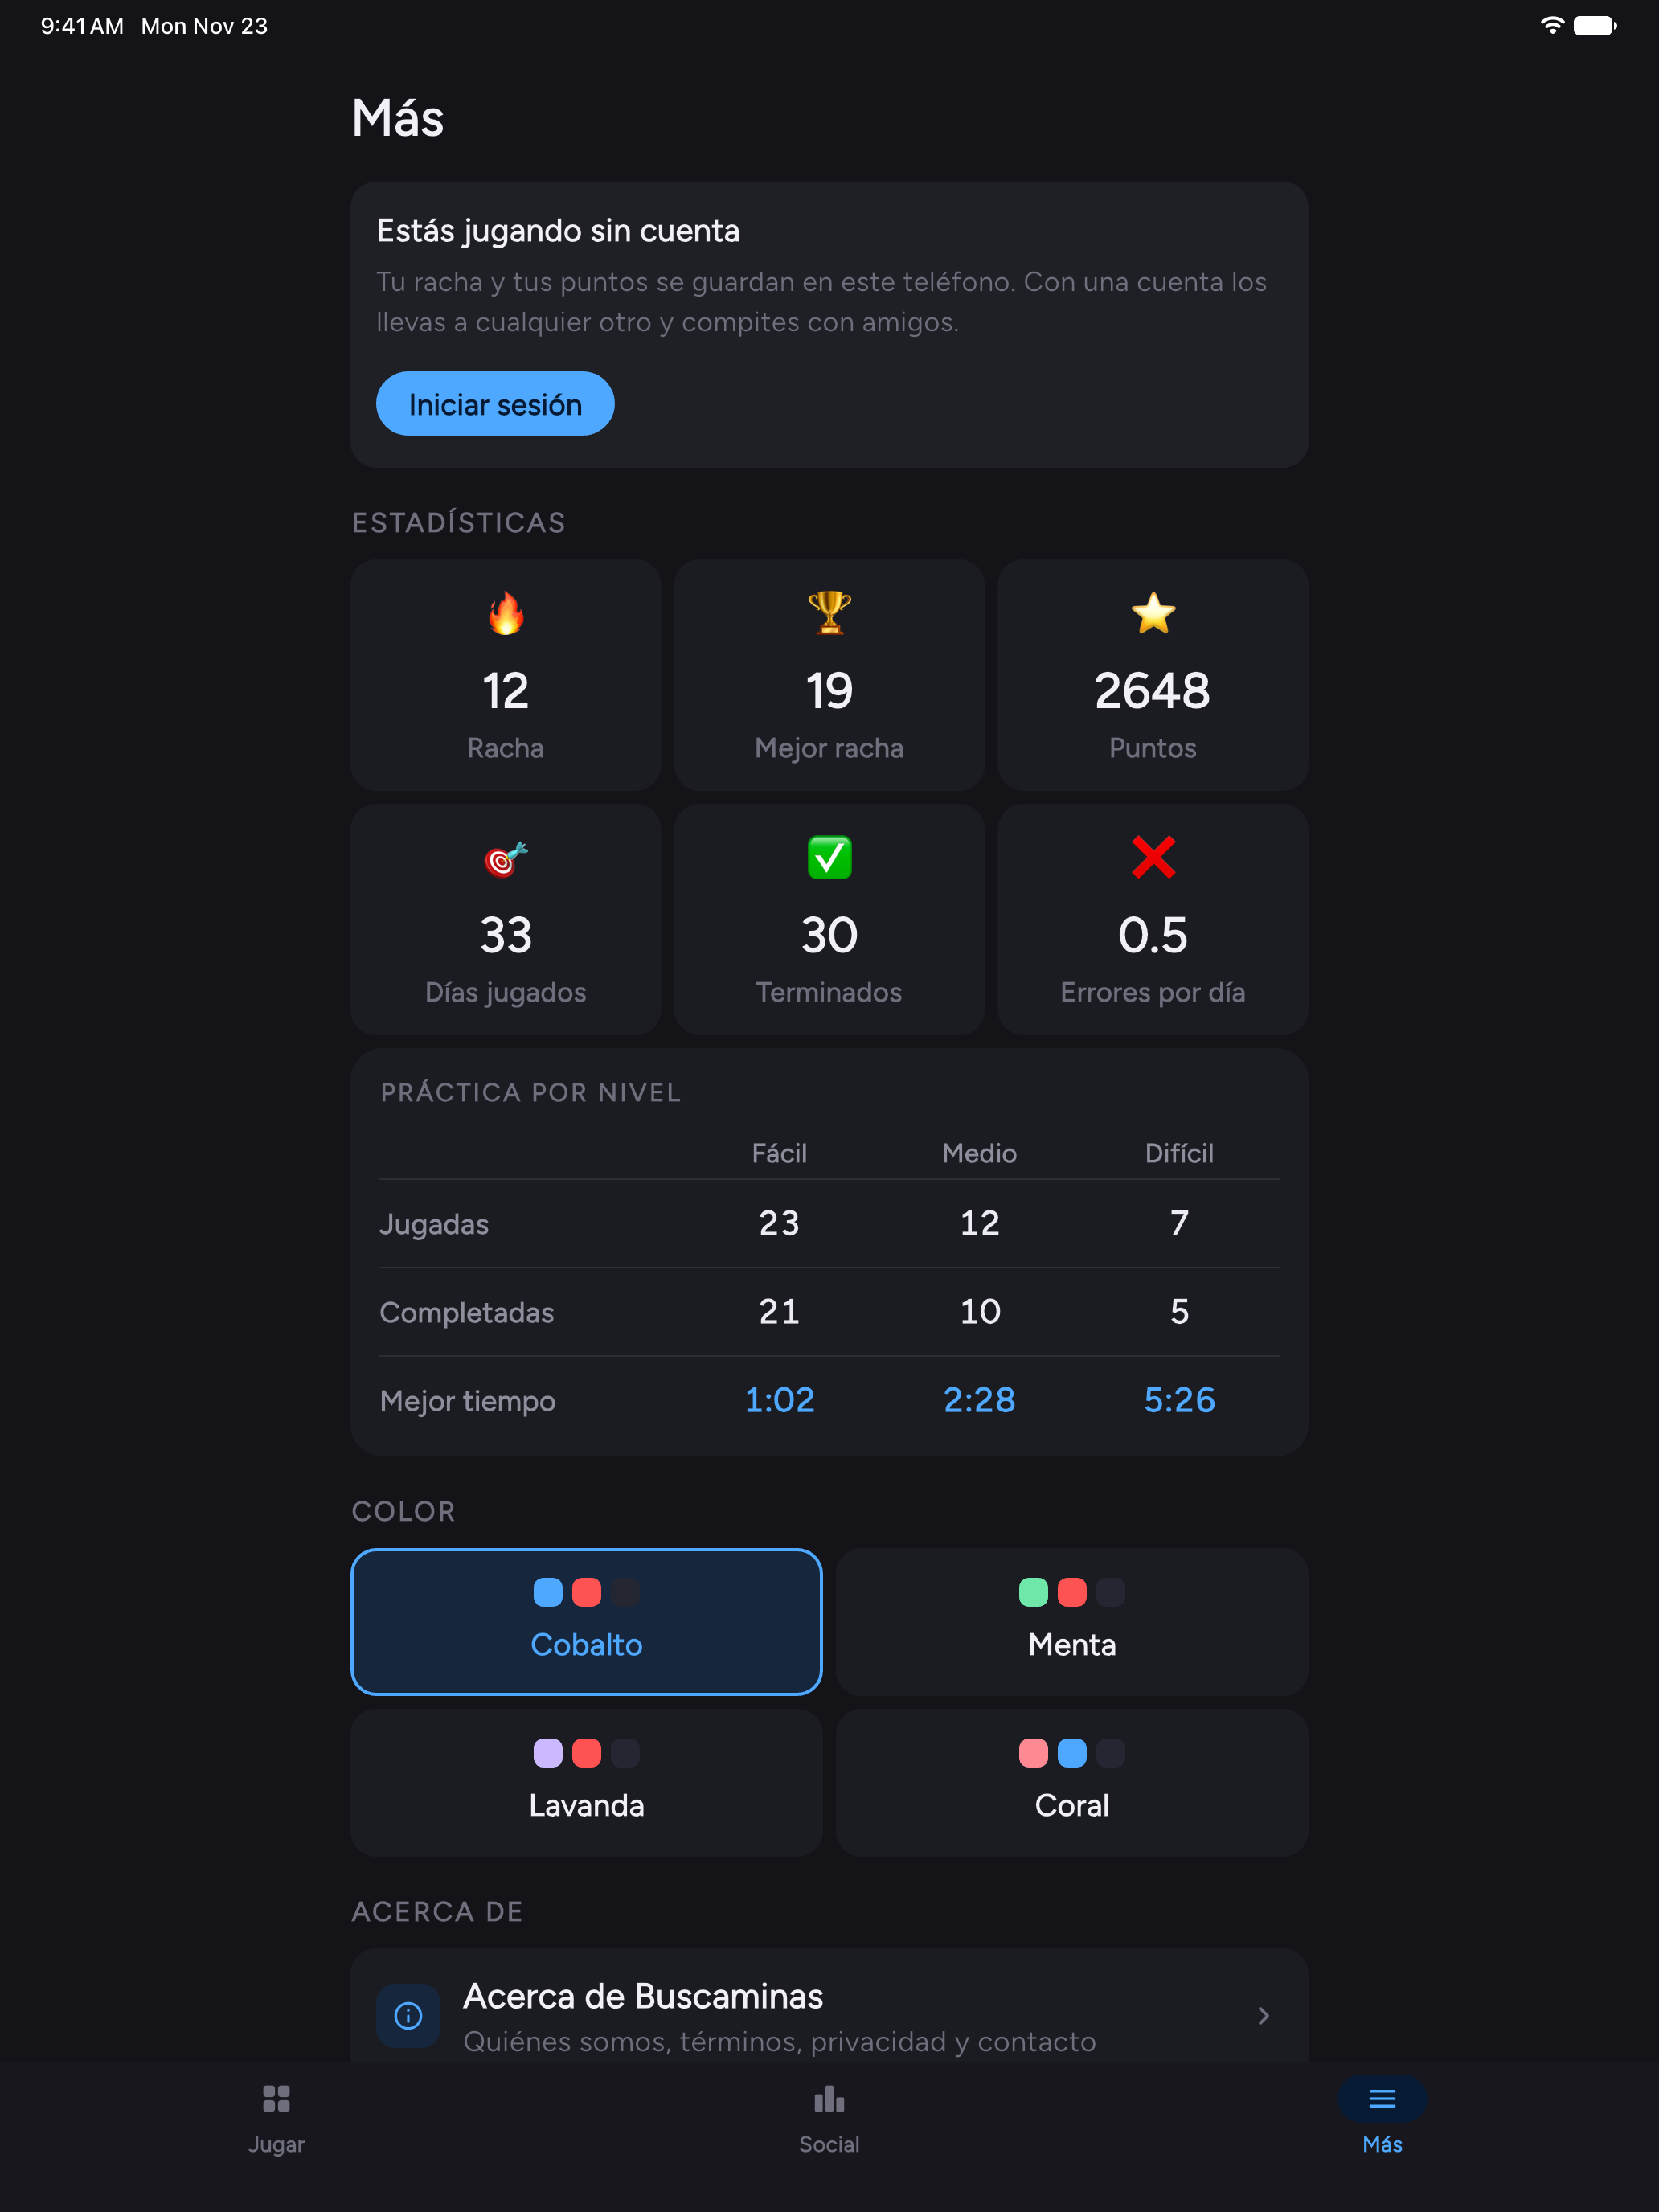 9:41 AM Mon Nov 23
Más
Estás jugando sin cuenta
Tu racha y tus puntos se guardan en este teléfono. Con una cuenta los
llevas a cualquier otro y compites con amigos.
Iniciar sesión
ESTADÍSTICAS
12 19 2648
Racha Mejor racha Puntos
33 30 0.5
Días jugados Terminados Errores por día
PRÁCTICA POR NIVEL
Fácil Medio Difícil
Jugadas 23 12 7
Completadas 21 10 5
Mejor tiempo 1:02 2:28 5:26
COLOR
Cobalto Menta
Lavanda Coral
ACERCA DE
Acerca de Buscaminas
Quiénes somos, términos, privacidad y contacto
Jugar Social Más